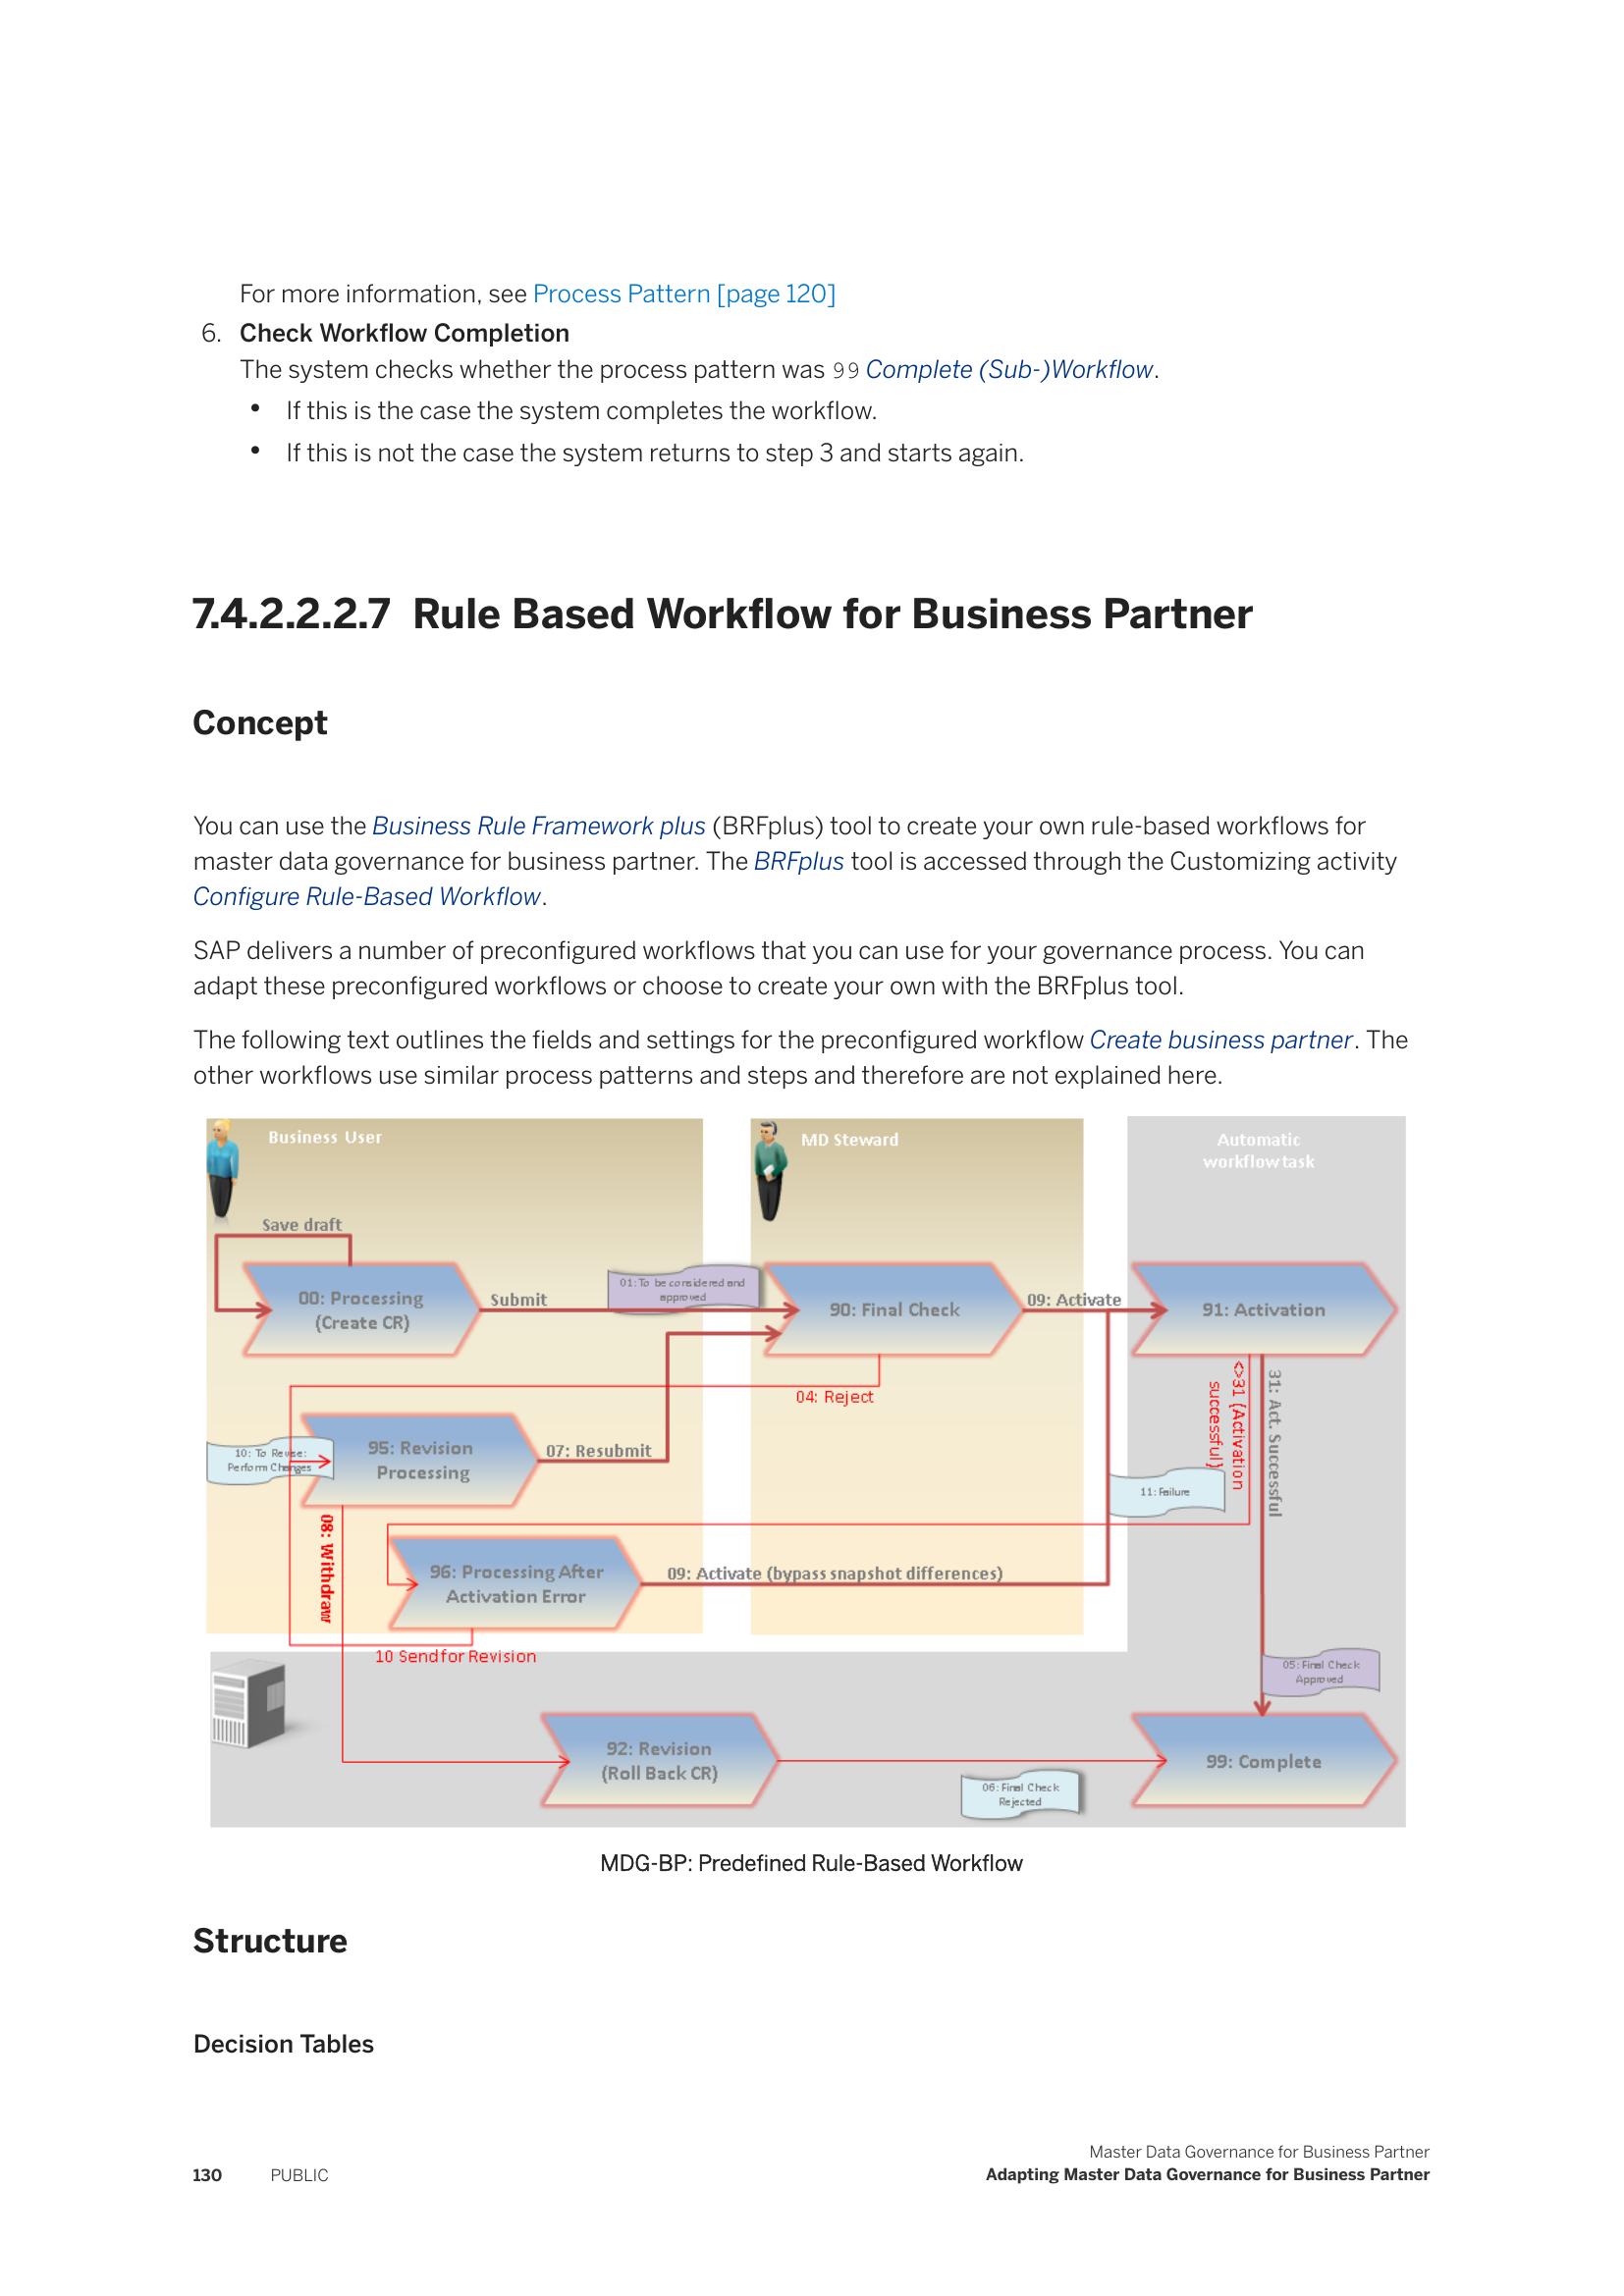 For more information, see Process Pattern [page 120]
6. Check Workflow Completion
The system checks whether the process pattern was 99 Complete (Sub-)Workflow.
• If this is the case the system completes the workflow.
• If this is not the case the system returns to step 3 and starts again.
7.4.2.2.2.7 Rule Based Workflow for Business Partner
Concept
You can use the Business Rule Framework plus (BRFplus) tool to create your own rule-based workflows for
master data governance for business partner. The BRFplus tool is accessed through the Customizing activity
Configure Rule-Based Workflow.
SAP delivers a number of preconfigured workflows that you can use for your governance process. You can
adapt these preconfigured workflows or choose to create your own with the BRFplus tool.
The following text outlines the fields and settings for the preconfigured workflow Create business partner. The
other workflows use similar process patterns and steps and therefore are not explained here.
Business User
MD Steward
Automatic
workflow task
Save draft
00: Processing
(Create CR)
Submit
01: To be considered and
approved
90: Final Check
09: Activate
91: Activation
04: Reject
<>31 (Activation
successful)
31: Act. Successful
10: To Revise:
Perform Changes
95: Revision
Processing
07: Resubmit
11: Failure
08: Withdraw
96: Processing After
Activation Error
09: Activate (bypass snapshot differences)
10 Send for Revision
05: Final Check
Approved
92: Revision
(Roll Back CR)
06: Final Check
Rejected
99: Complete
MDG-BP: Predefined Rule-Based Workflow
Structure
Decision Tables
Master Data Governance for Business Partner
130 PUBLIC Adapting Master Data Governance for Business Partner